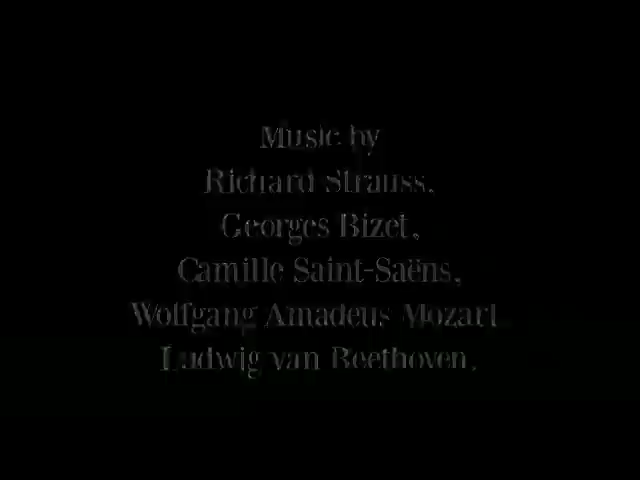 Music by
Richard Strauss,
Georges Bizet,
Camille Saint-Saëns,
Wolfgang Amadeus Mozart
Ludwig van Beethoven,